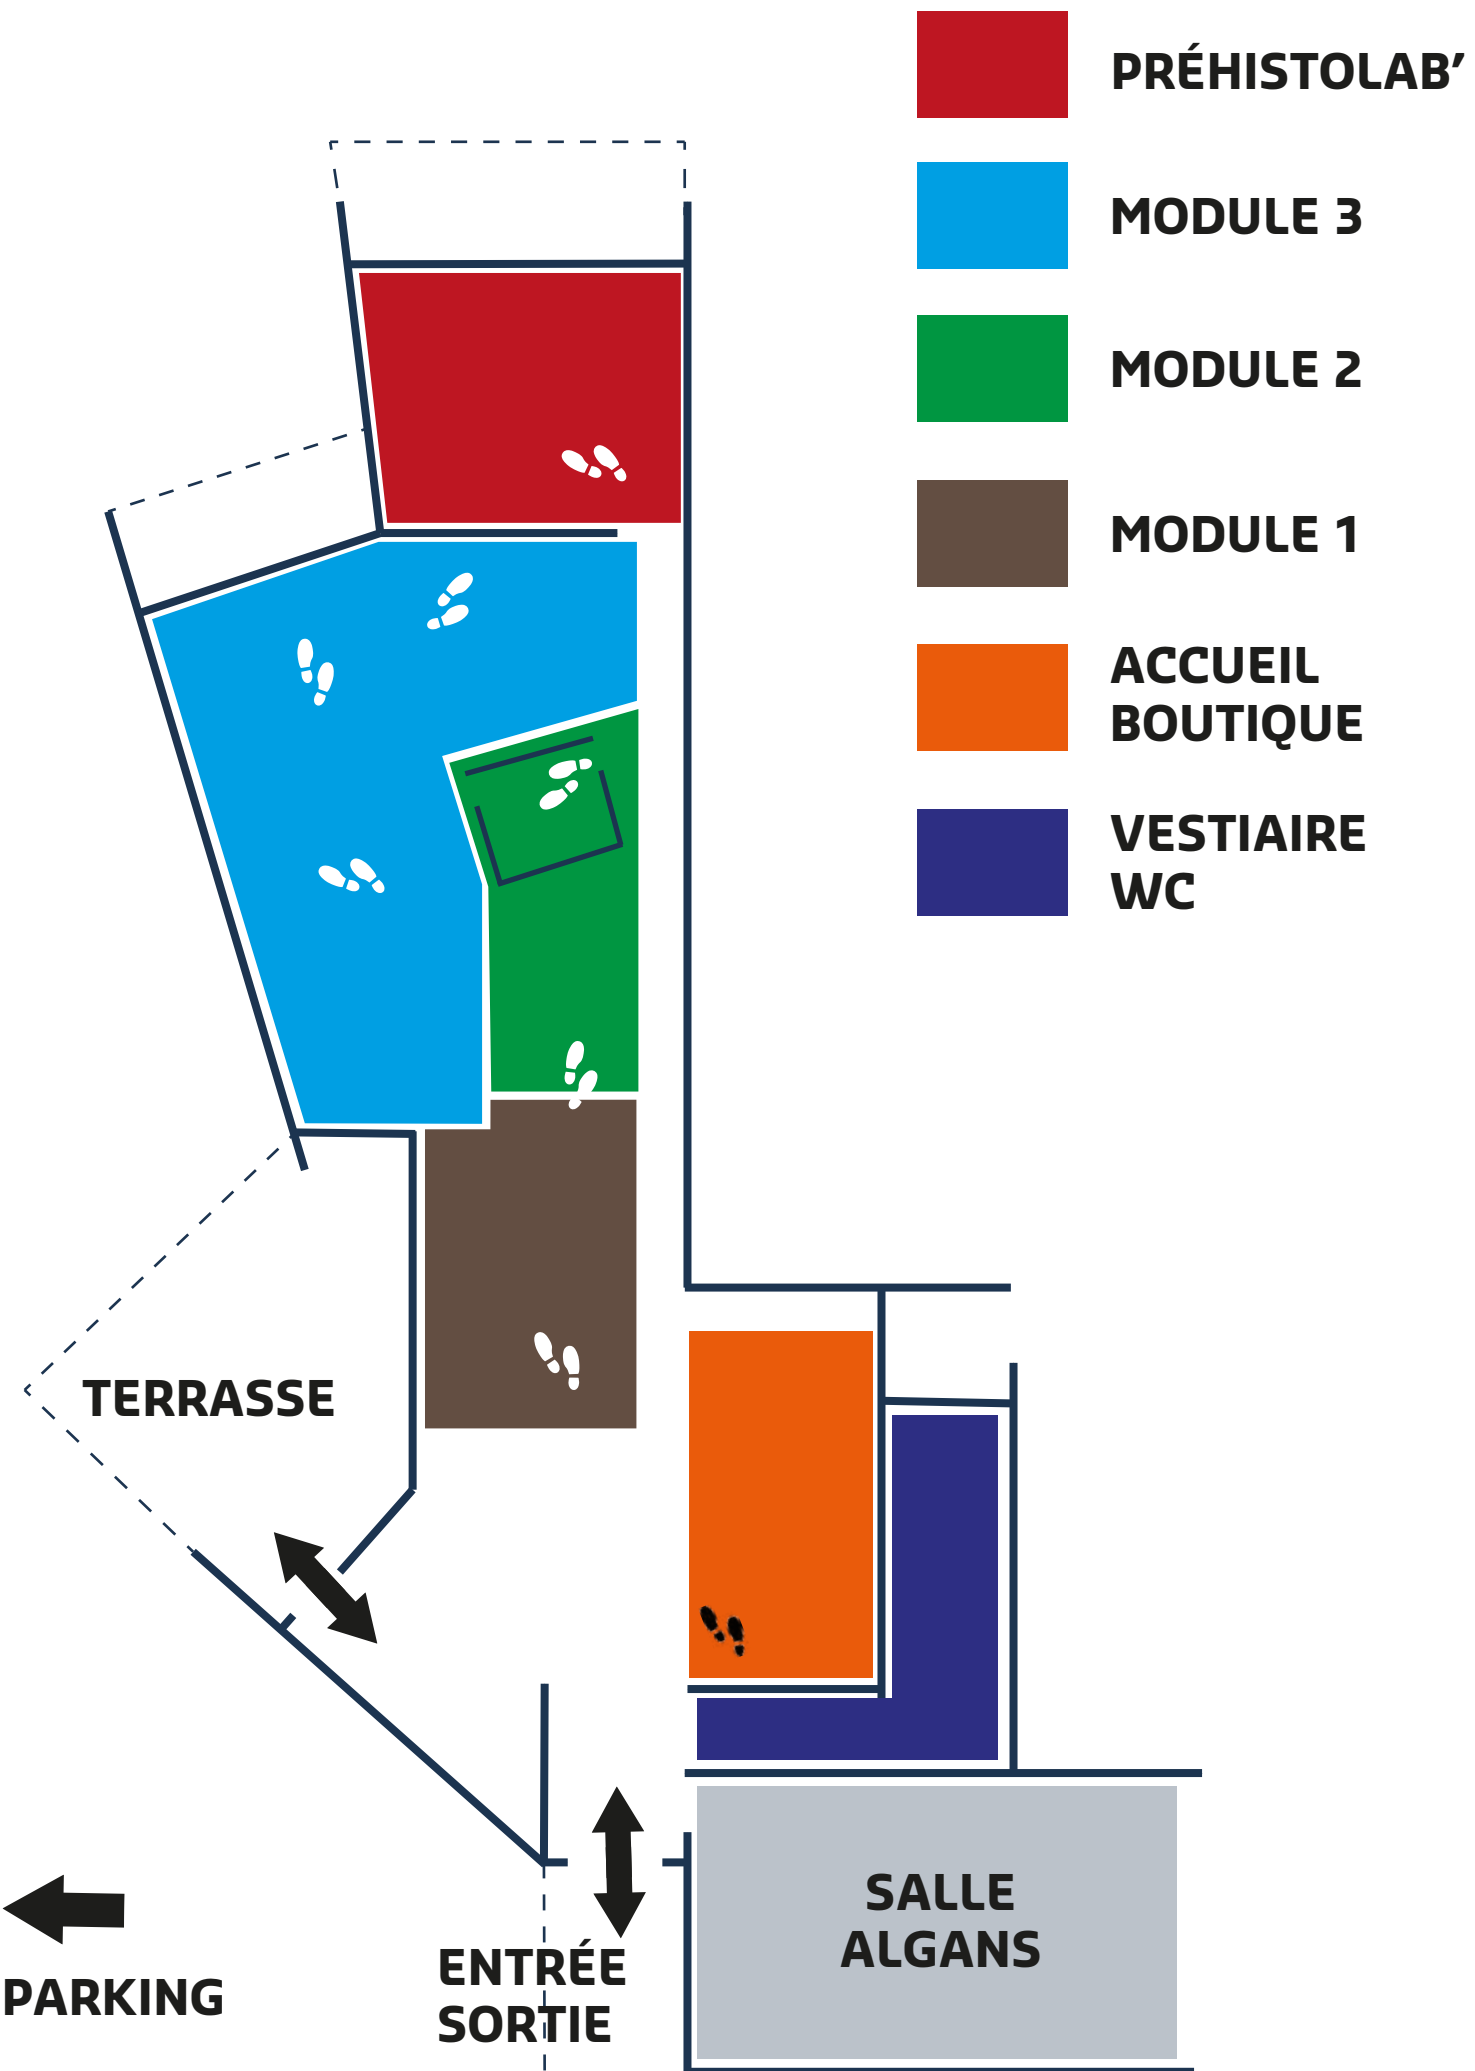 PRÉHISTOLAB’
MODULE 3
MODULE 2
MODULE 1
ACCUEIL
BOUTIQUE
VESTIAIRE
WC
TERRASSE
SALLE
ALGANS
ENTRÉE
SORTIE
PARKING